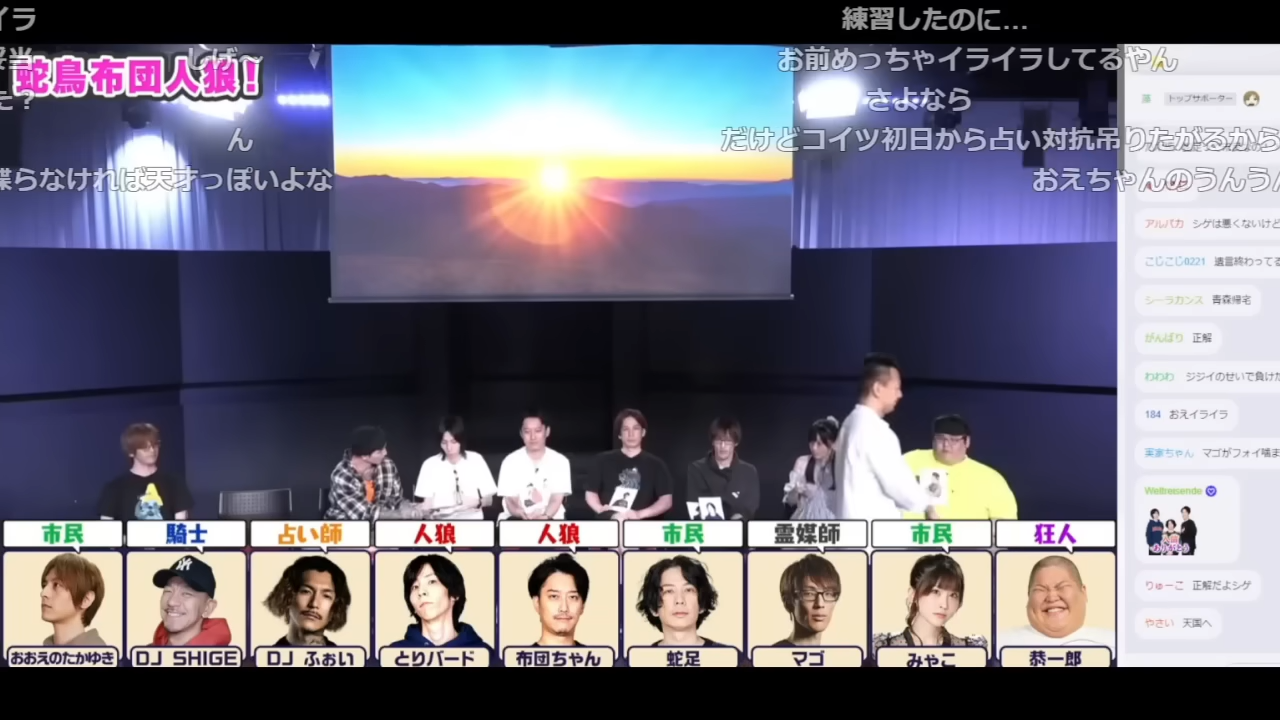 イラ
練習したのに...
しげ~
お前めっちゃイライラしてるやん
蛇鳥布団人狼!
た?
さよなら
ん
だけどコイツ初日から占い対抗吊りたがるから
喋らなければ天才っぽいよな
おえちゃんのうんうん
トップサポーター
アルパカ シゲは悪くないけど
こじこじ0221 遺言終わってる
シーラカンス 青森帰宅
がんばり 正解
わわわ ジジイのせいで負けた
184 おえイライラ
実家ちゃん マゴがフォイ噛ま
Weltreisende
ありがとう
りゅーこ 正解だよシゲ
やさい 天国へ
市民 騎士 占い師 人狼 人狼 市民 霊媒師 市民 狂人
おおえのたかゆき DJ SHIGE DJ ふぉい とりバード 布団ちゃん 蛇足 マゴ みゃこ 恭一郎